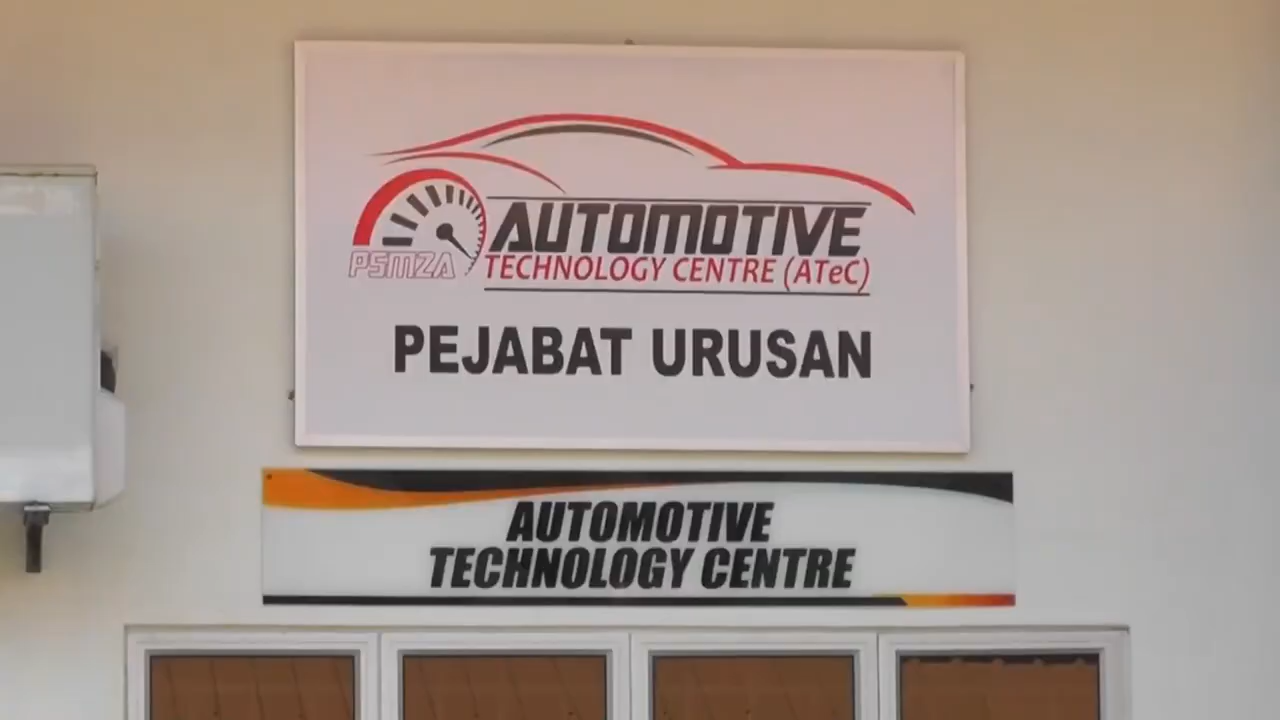 AUTOMOTIVE
PSMZA TECHNOLOGY CENTRE (ATeC)
PEJABAT URUSAN
AUTOMOTIVE
TECHNOLOGY CENTRE